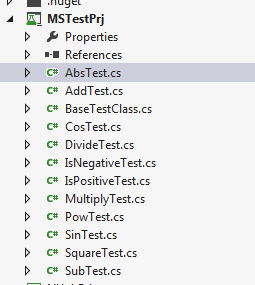 .nuget
MSTestPrj
Properties
References
C# AbsTest.cs
C# AddTest.cs
C# BaseTestClass.cs
C# CosTest.cs
C# DivideTest.cs
C# IsNegativeTest.cs
C# IsPositiveTest.cs
C# MultiplyTest.cs
C# PowTest.cs
C# SinTest.cs
C# SquareTest.cs
C# SubTest.cs